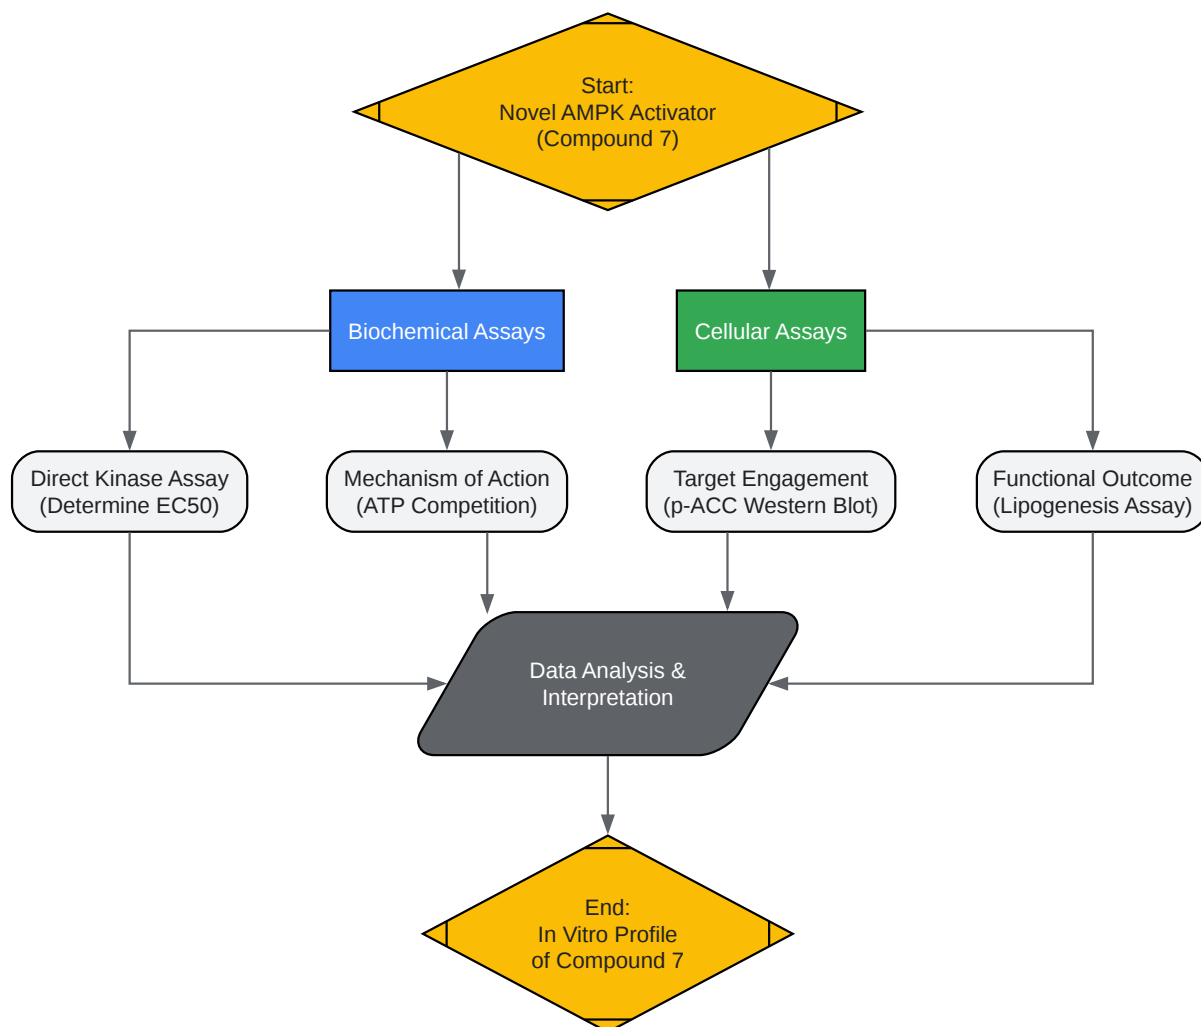 Start:
Novel AMPK Activator
(Compound 7)
Biochemical Assays
Cellular Assays
Direct Kinase Assay
(Determine EC50)
Mechanism of Action
(ATP Competition)
Target Engagement
(p-ACC Western Blot)
Functional Outcome
(Lipogenesis Assay)
Data Analysis &
Interpretation
End:
In Vitro Profile
of Compound 7